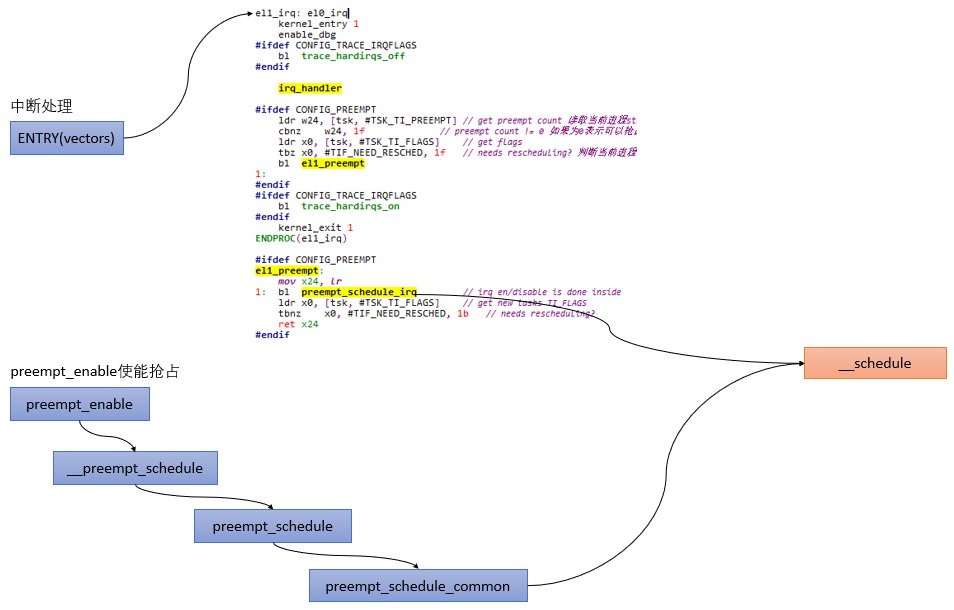 el1_irq: el0_irq
kernel_entry 1
enable_dbg
#ifdef CONFIG_TRACE_IRQFLAGS
bl trace_hardirqs_off
#endif
irq_handler
中断处理
ENTRY(vectors)
#ifdef CONFIG_PREEMPT
ldr w24, [tsk, #TSK_TI_PREEMPT] // get preempt count 读取当前进程st
cbnz w24, 1f // preempt count != 0 如果为0表示可以抢
ldr x0, [tsk, #TSK_TI_FLAGS] // get flags
tbz x0, #TIF_NEED_RESCHED, 1f // needs rescheduling? 判断当前进程
bl el1_preempt
1:
#endif
#ifdef CONFIG_TRACE_IRQFLAGS
bl trace_hardirqs_on
#endif
kernel_exit 1
ENDPROC(el1_irq)
#ifdef CONFIG_PREEMPT
el1_preempt:
mov x24, lr
1: bl preempt_schedule_irq // irq en/disable is done inside
ldr x0, [tsk, #TSK_TI_FLAGS] // get new tasks TI_FLAGS
tbnz x0, #TIF_NEED_RESCHED, 1b // needs rescheduling?
ret x24
#endif
__schedule
preempt_enable使能抢占
preempt_enable
__preempt_schedule
preempt_schedule
preempt_schedule_common